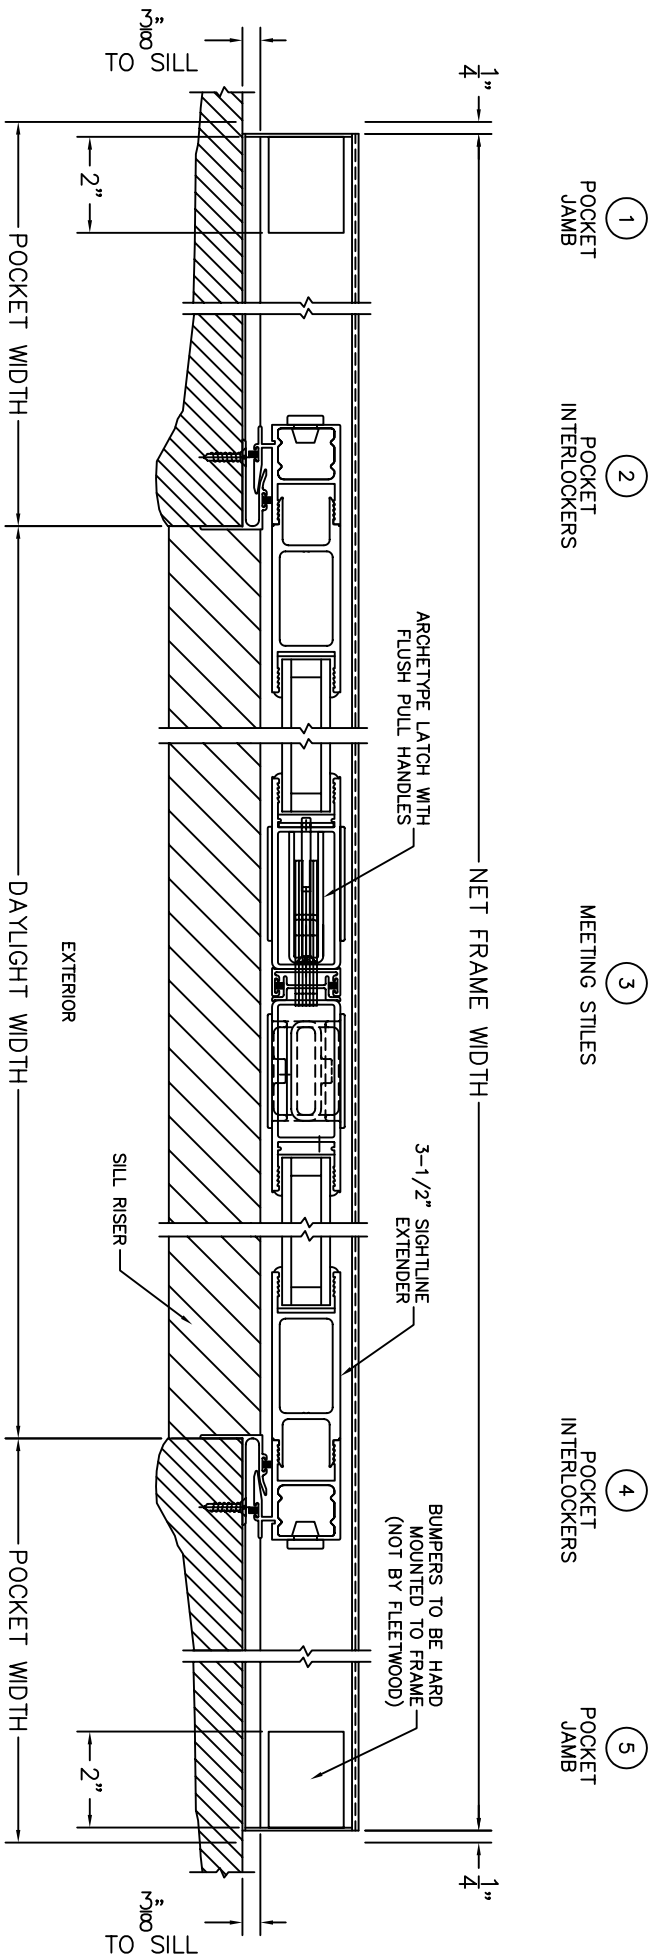 1
POCKET
JAMB
2
POCKET
INTERLOCKERS
3
MEETING STILES
4
POCKET
INTERLOCKERS
5
POCKET
JAMB
1"
4
NET FRAME WIDTH
1"
4
ARCHETYPE LATCH WITH
FLUSH PULL HANDLES
3-1/2" SIGHTLINE
EXTENDER
BUMPERS TO BE HARD
MOUNTED TO FRAME
(NOT BY FLEETWOOD)
3"
8
TO SILL
2"
EXTERIOR
SILL RISER
2"
3"
8
TO SILL
POCKET WIDTH
DAYLIGHT WIDTH
POCKET WIDTH